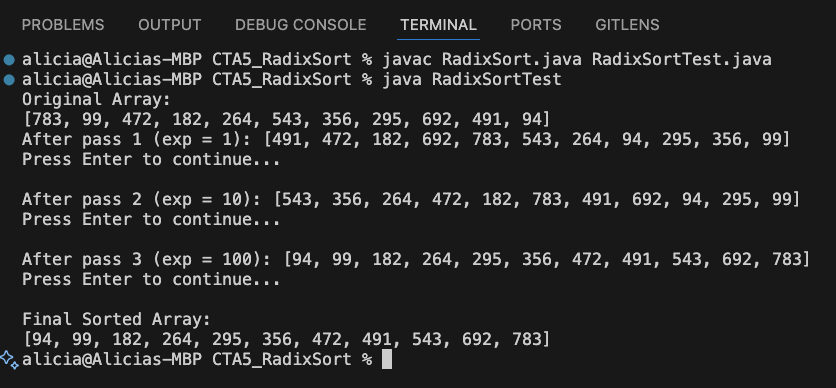 PROBLEMS OUTPUT DEBUG CONSOLE TERMINAL PORTS GITLENS
alicia@Alicias-MBP CTA5_RadixSort % javac RadixSort.java RadixSortTest.java
alicia@Alicias-MBP CTA5_RadixSort % java RadixSortTest
Original Array:
[783, 99, 472, 182, 264, 543, 356, 295, 692, 491, 94]
After pass 1 (exp = 1): [491, 472, 182, 692, 783, 543, 264, 94, 295, 356, 99]
Press Enter to continue...
After pass 2 (exp = 10): [543, 356, 264, 472, 182, 783, 491, 692, 94, 295, 99]
Press Enter to continue...
After pass 3 (exp = 100): [94, 99, 182, 264, 295, 356, 472, 491, 543, 692, 783]
Press Enter to continue...
Final Sorted Array:
[94, 99, 182, 264, 295, 356, 472, 491, 543, 692, 783]
alicia@Alicias-MBP CTA5_RadixSort %